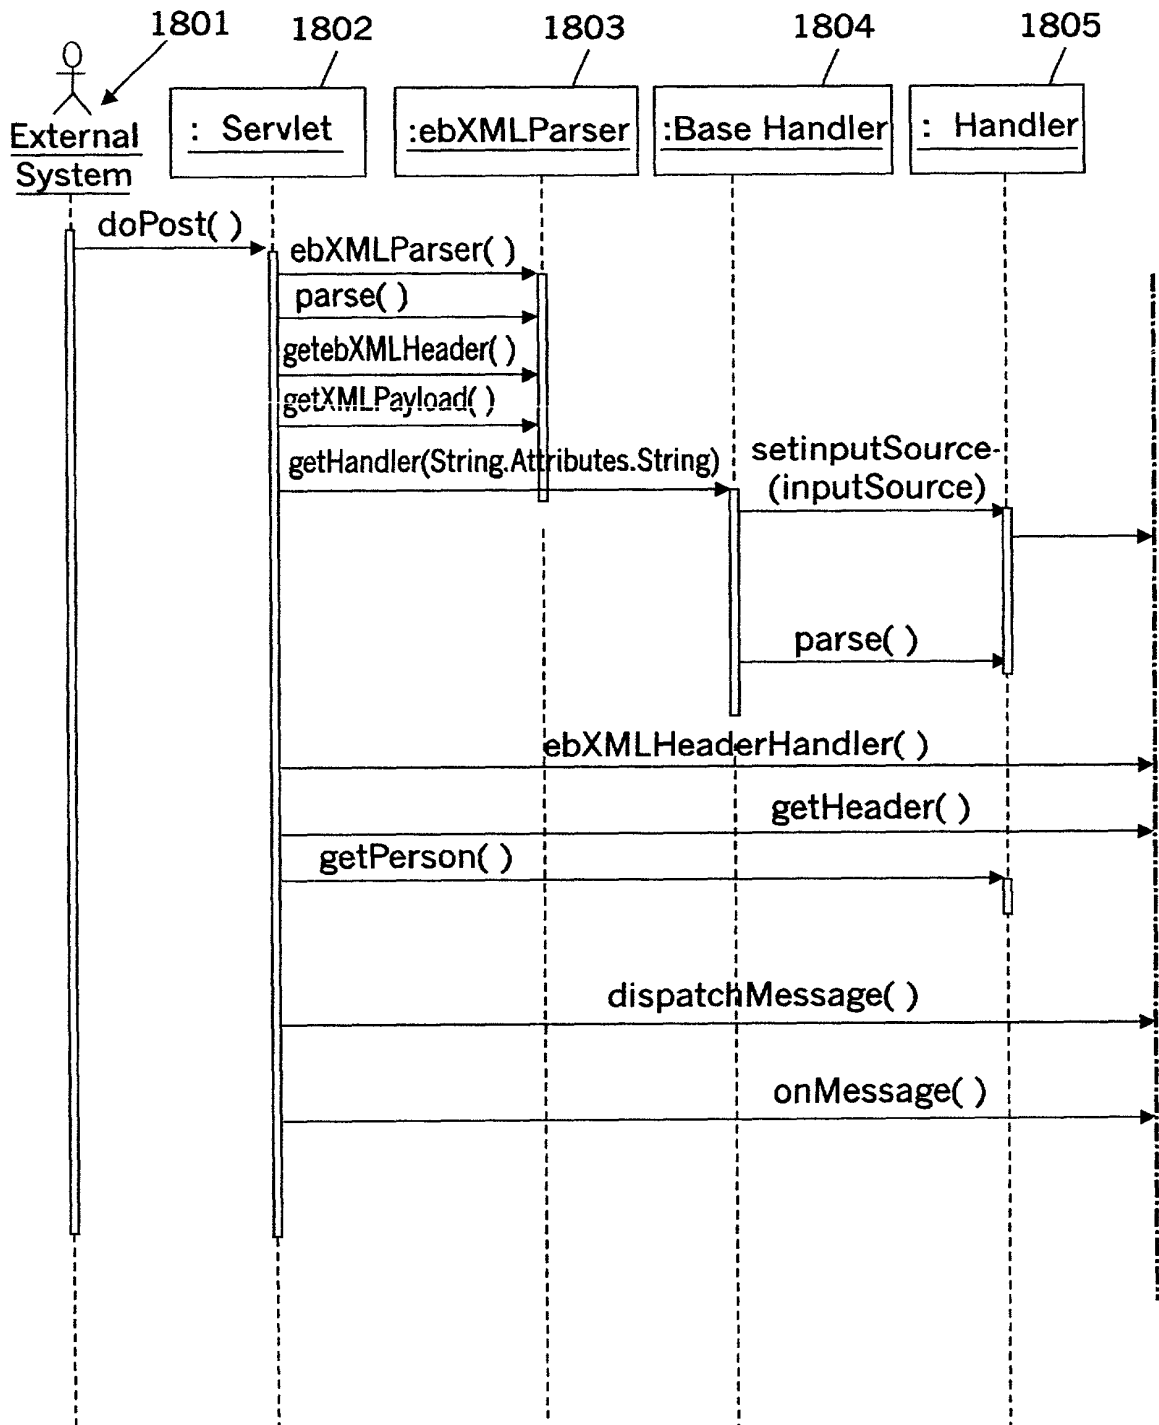 1801
1802
1803
1804
1805
External
System
: Servlet
:ebXMLParser
:Base Handler
: Handler
doPost( )
ebXMLParser( )
parse( )
getebXMLHeader( )
getXMLPayload( )
getHandler(String.Attributes.String)
setinputSource-
(inputSource)
parse( )
ebXMLHeaderHandler( )
getHeader( )
getPerson( )
dispatchMessage( )
onMessage( )